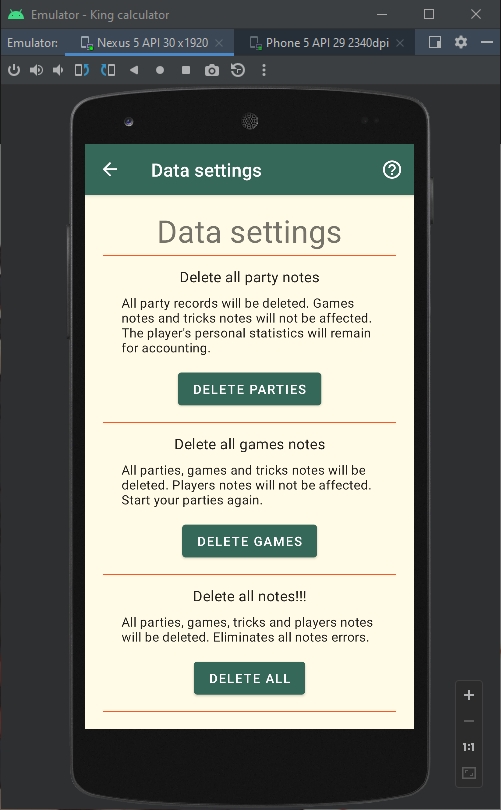 Emulator - King calculator
Emulator: Nexus 5 API 30 x1920 Phone 5 API 29 2340dpi
Data settings
Data settings
Delete all party notes
All party records will be deleted. Games
notes and tricks notes will not be affected.
The player's personal statistics will remain
for accounting.
DELETE PARTIES
Delete all games notes
All parties, games and tricks notes will be
deleted. Players notes will not be affected.
Start your parties again.
DELETE GAMES
Delete all notes!!!
All parties, games, tricks and players notes
will be deleted. Eliminates all notes errors.
DELETE ALL
1:1